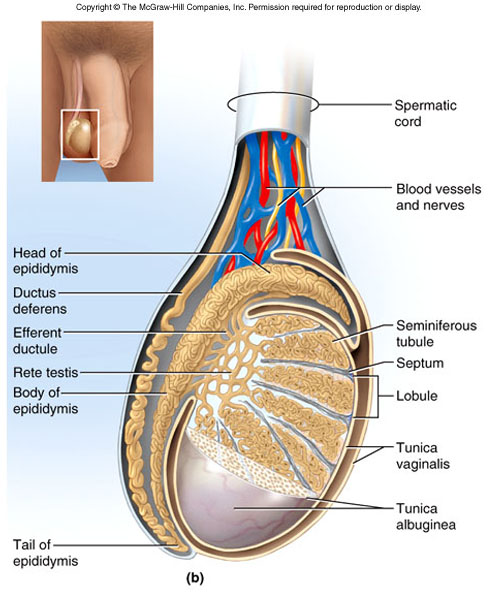 Copyright © The McGraw-Hill Companies, Inc. Permission required for reproduction or display.
Spermatic
cord
Blood vessels
and nerves
Head of
epididymis
Ductus
deferens
Efferent
ductule
Rete testis
Body of
epididymis
Seminiferous
tubule
Septum
Lobule
Tunica
vaginalis
Tunica
albuginea
Tail of
epididymis
(b)